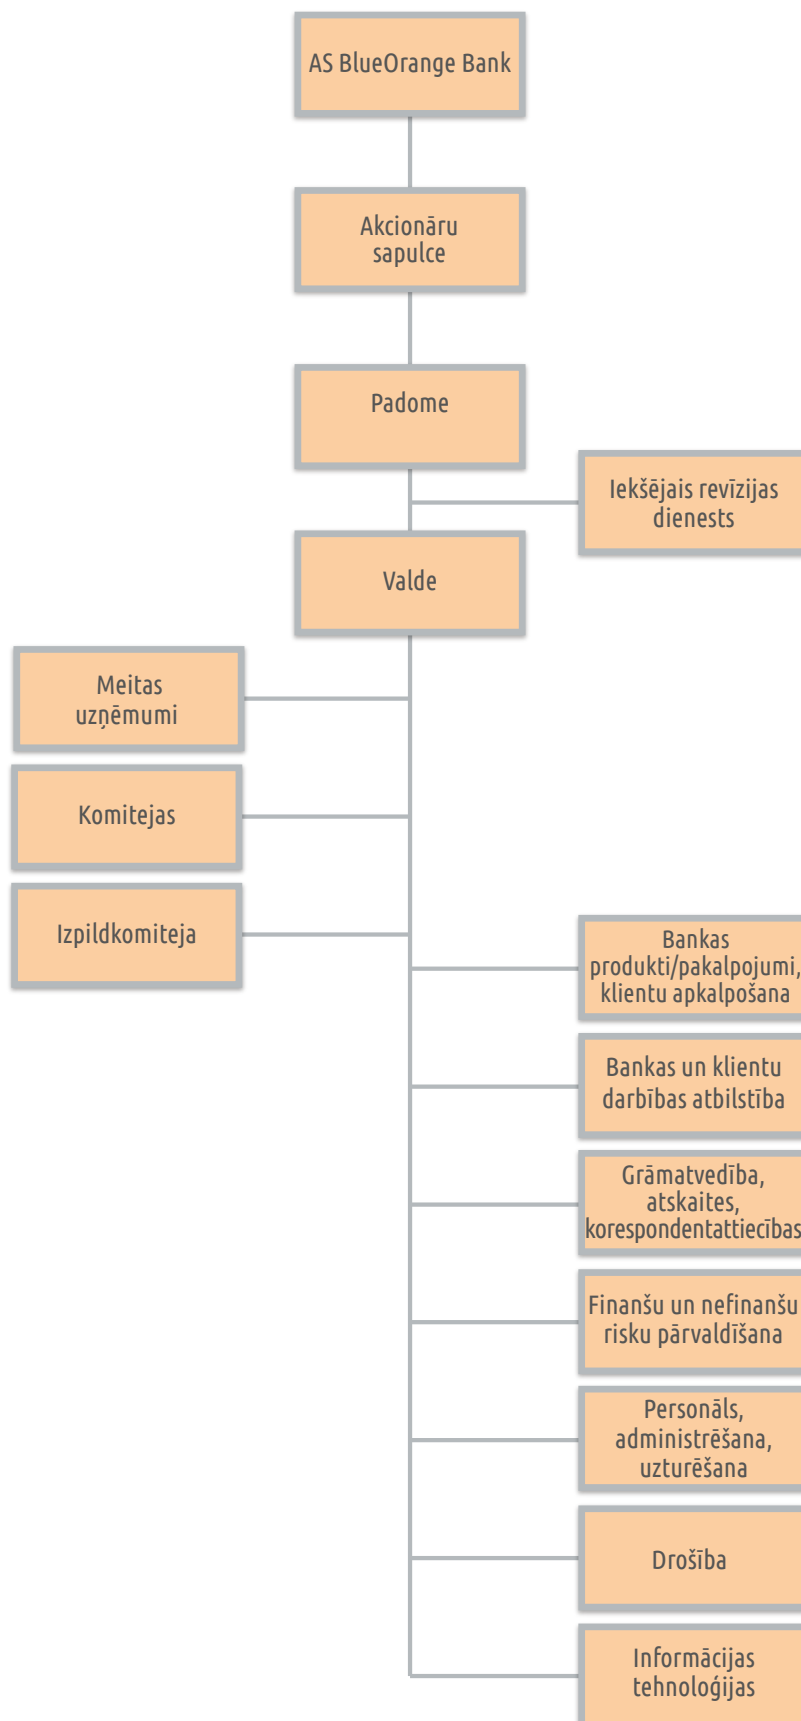 AS BlueOrange Bank
Akcionāru
sapulce
Padome
Iekšējais revīzijas
dienests
Valde
Meitas
uzņēmumi
Komitejas
Izpildkomiteja
Bankas
produkti/pakalpojumi,
klientu apkalpošana
Bankas un klientu
darbības atbilstība
Grāmatvedība,
atskaites,
korespondentattiecības
Finanšu un nefinanšu
risku pārvaldīšana
Personāls,
administrēšana,
uzturēšana
Drošība
Informācijas
tehnoloģijas